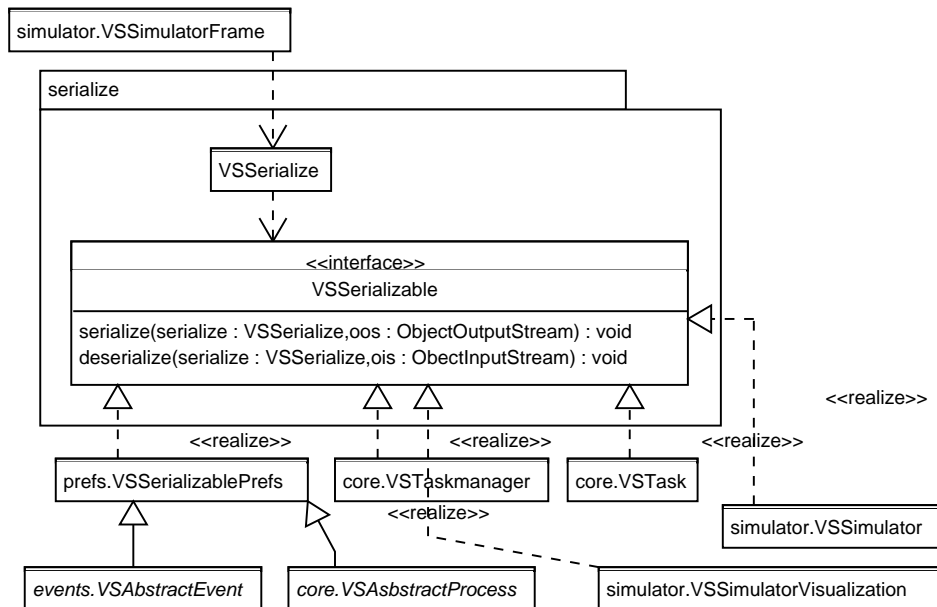 simulator.VSSimulatorFrame
serialize
VSSerialize
<<interface>>
VSSerializable
serialize(serialize : VSSerialize,oos : ObjectOutputStream) : void
deserialize(serialize : VSSerialize,ois : ObectInputStream) : void
<<realize>>
<<realize>>
<<realize>>
<<realize>>
prefs.VSSerializablePrefs
core.VSTaskmanager
core.VSTask
<<realize>>
simulator.VSSimulator
events.VSAbstractEvent
core.VSAsbstractProcess
simulator.VSSimulatorVisualization